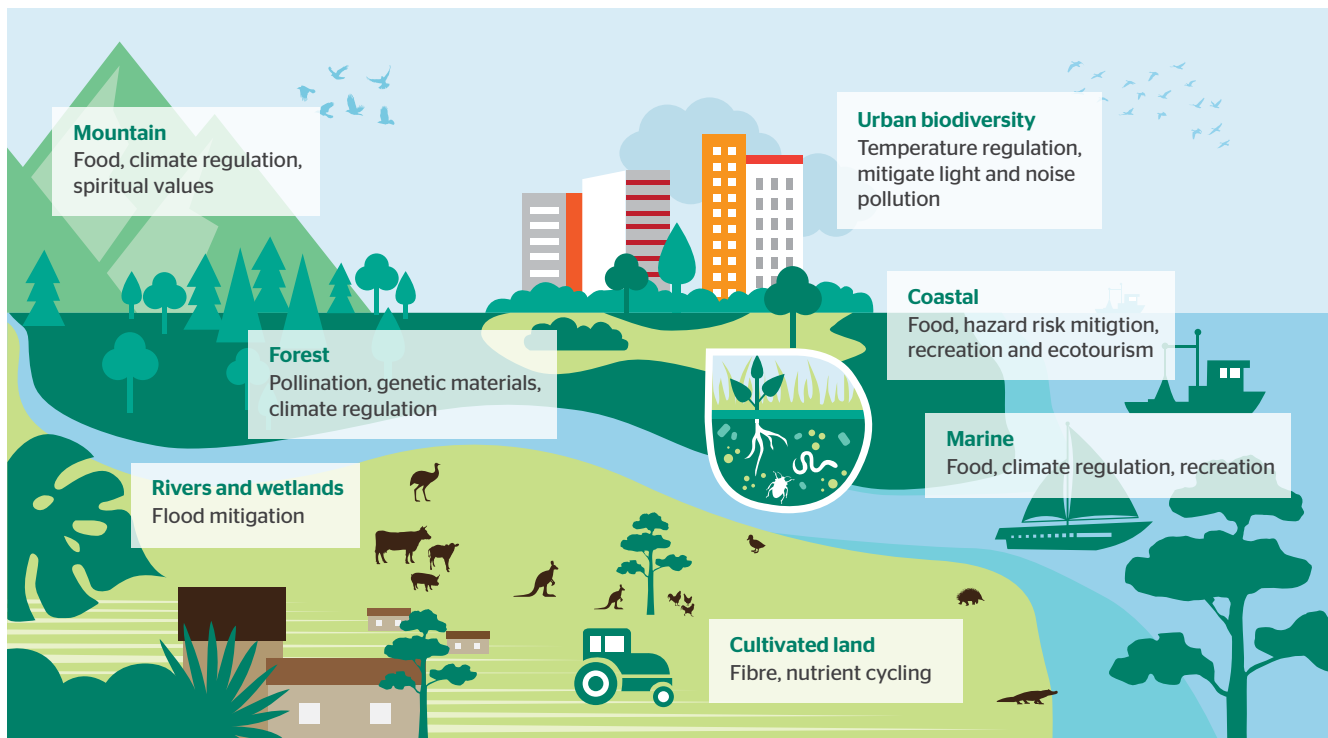 Mountain
Food, climate regulation,
spiritual values
Urban biodiversity
Temperature regulation,
mitigate light and noise
pollution
Coastal
Food, hazard risk mitigtion,
recreation and ecotourism
Forest
Pollination, genetic materials,
climate regulation
Marine
Food, climate regulation, recreation
Rivers and wetlands
Flood mitigation
Cultivated land
Fibre, nutrient cycling